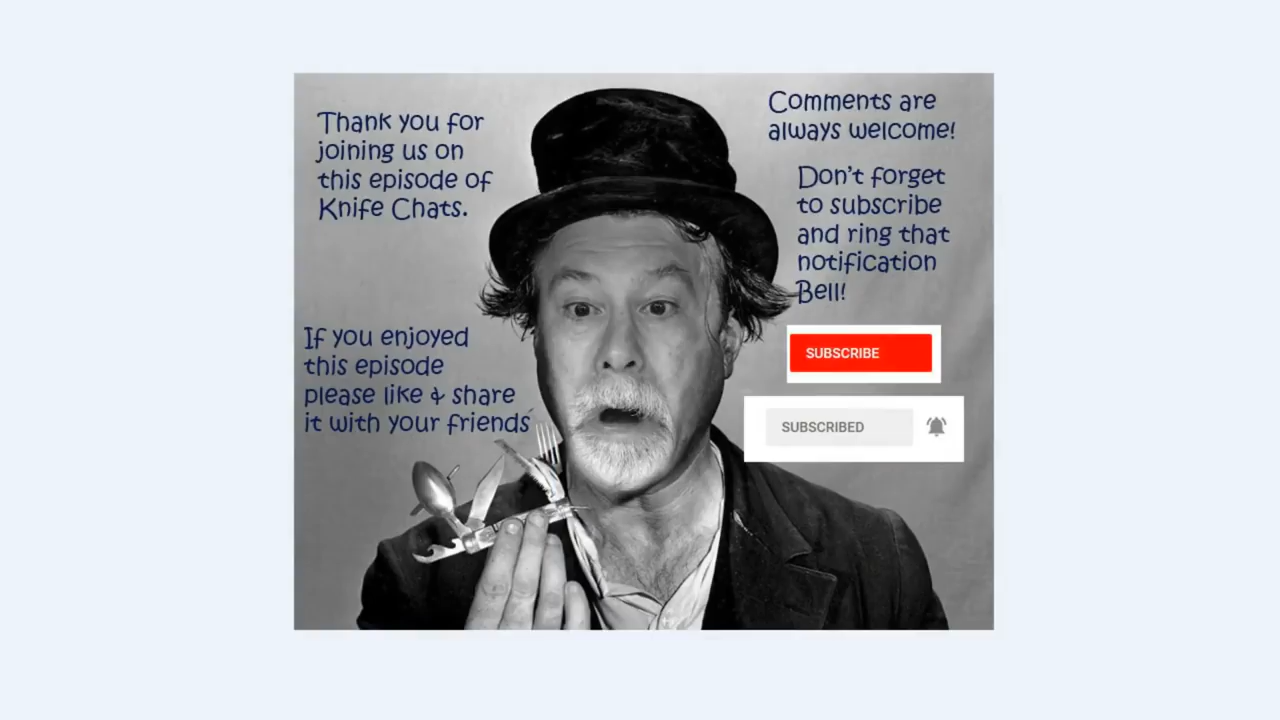 Thank you for
joining us on
this episode of
Knife Chats.
If you enjoyed
this episode
please like & share
it with your friends
Comments are
always welcome!
Don't forget
to subscribe
and ring that
notification
Bell!
SUBSCRIBE
SUBSCRIBED